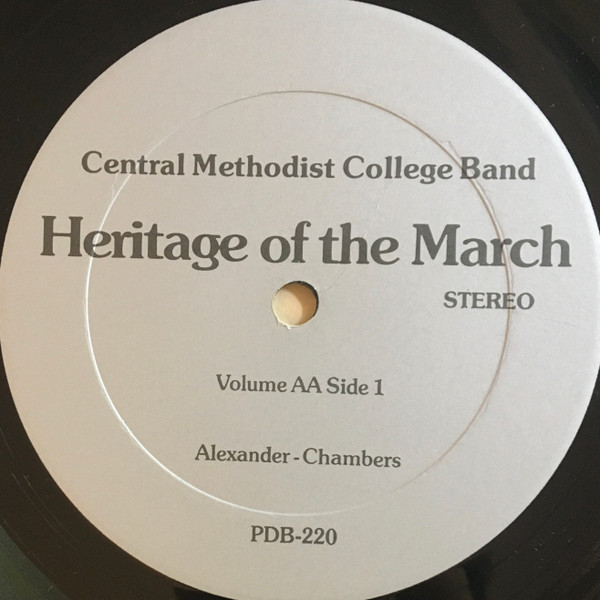 Central Methodist College Band
Heritage of the March
STEREO
Volume AA Side 1
Alexander - Chambers
PDB-220